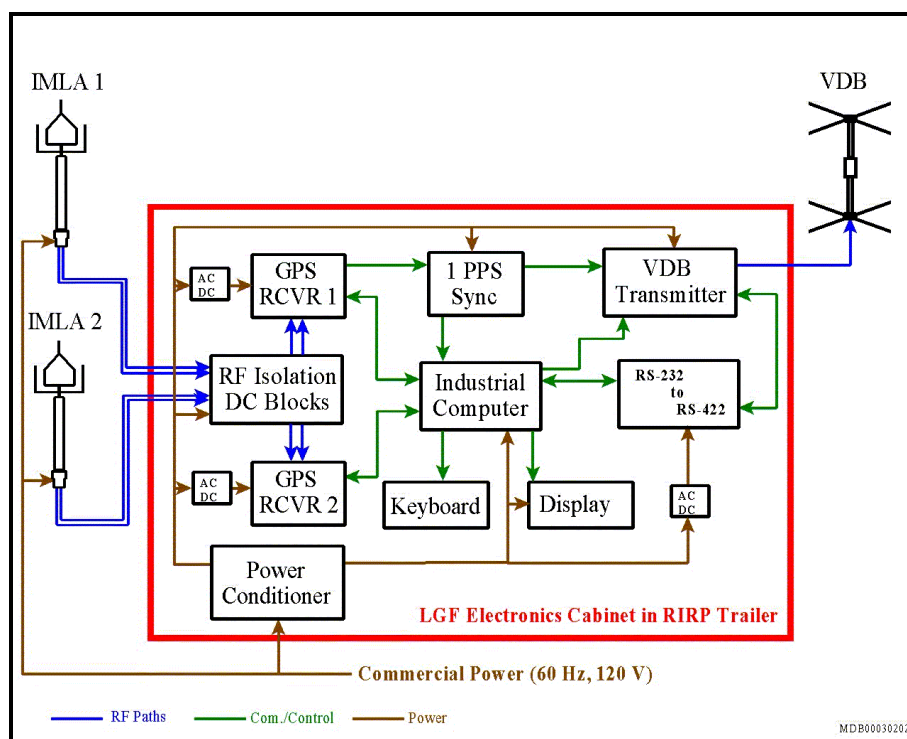 IMLA 1
VDB
GPS
RCVR 1
1 PPS
Sync
VDB
Transmitter
AC
DC
IMLA 2
RF Isolation
DC Blocks
Industrial
Computer
RS-232
to
RS-422
AC
DC
GPS
RCVR 2
Keyboard
Display
AC
DC
Power
Conditioner
LGF Electronics Cabinet in RIRP Trailer
Commercial Power (60 Hz, 120 V)
RF Paths
Com./Control
Power
MDB00030202